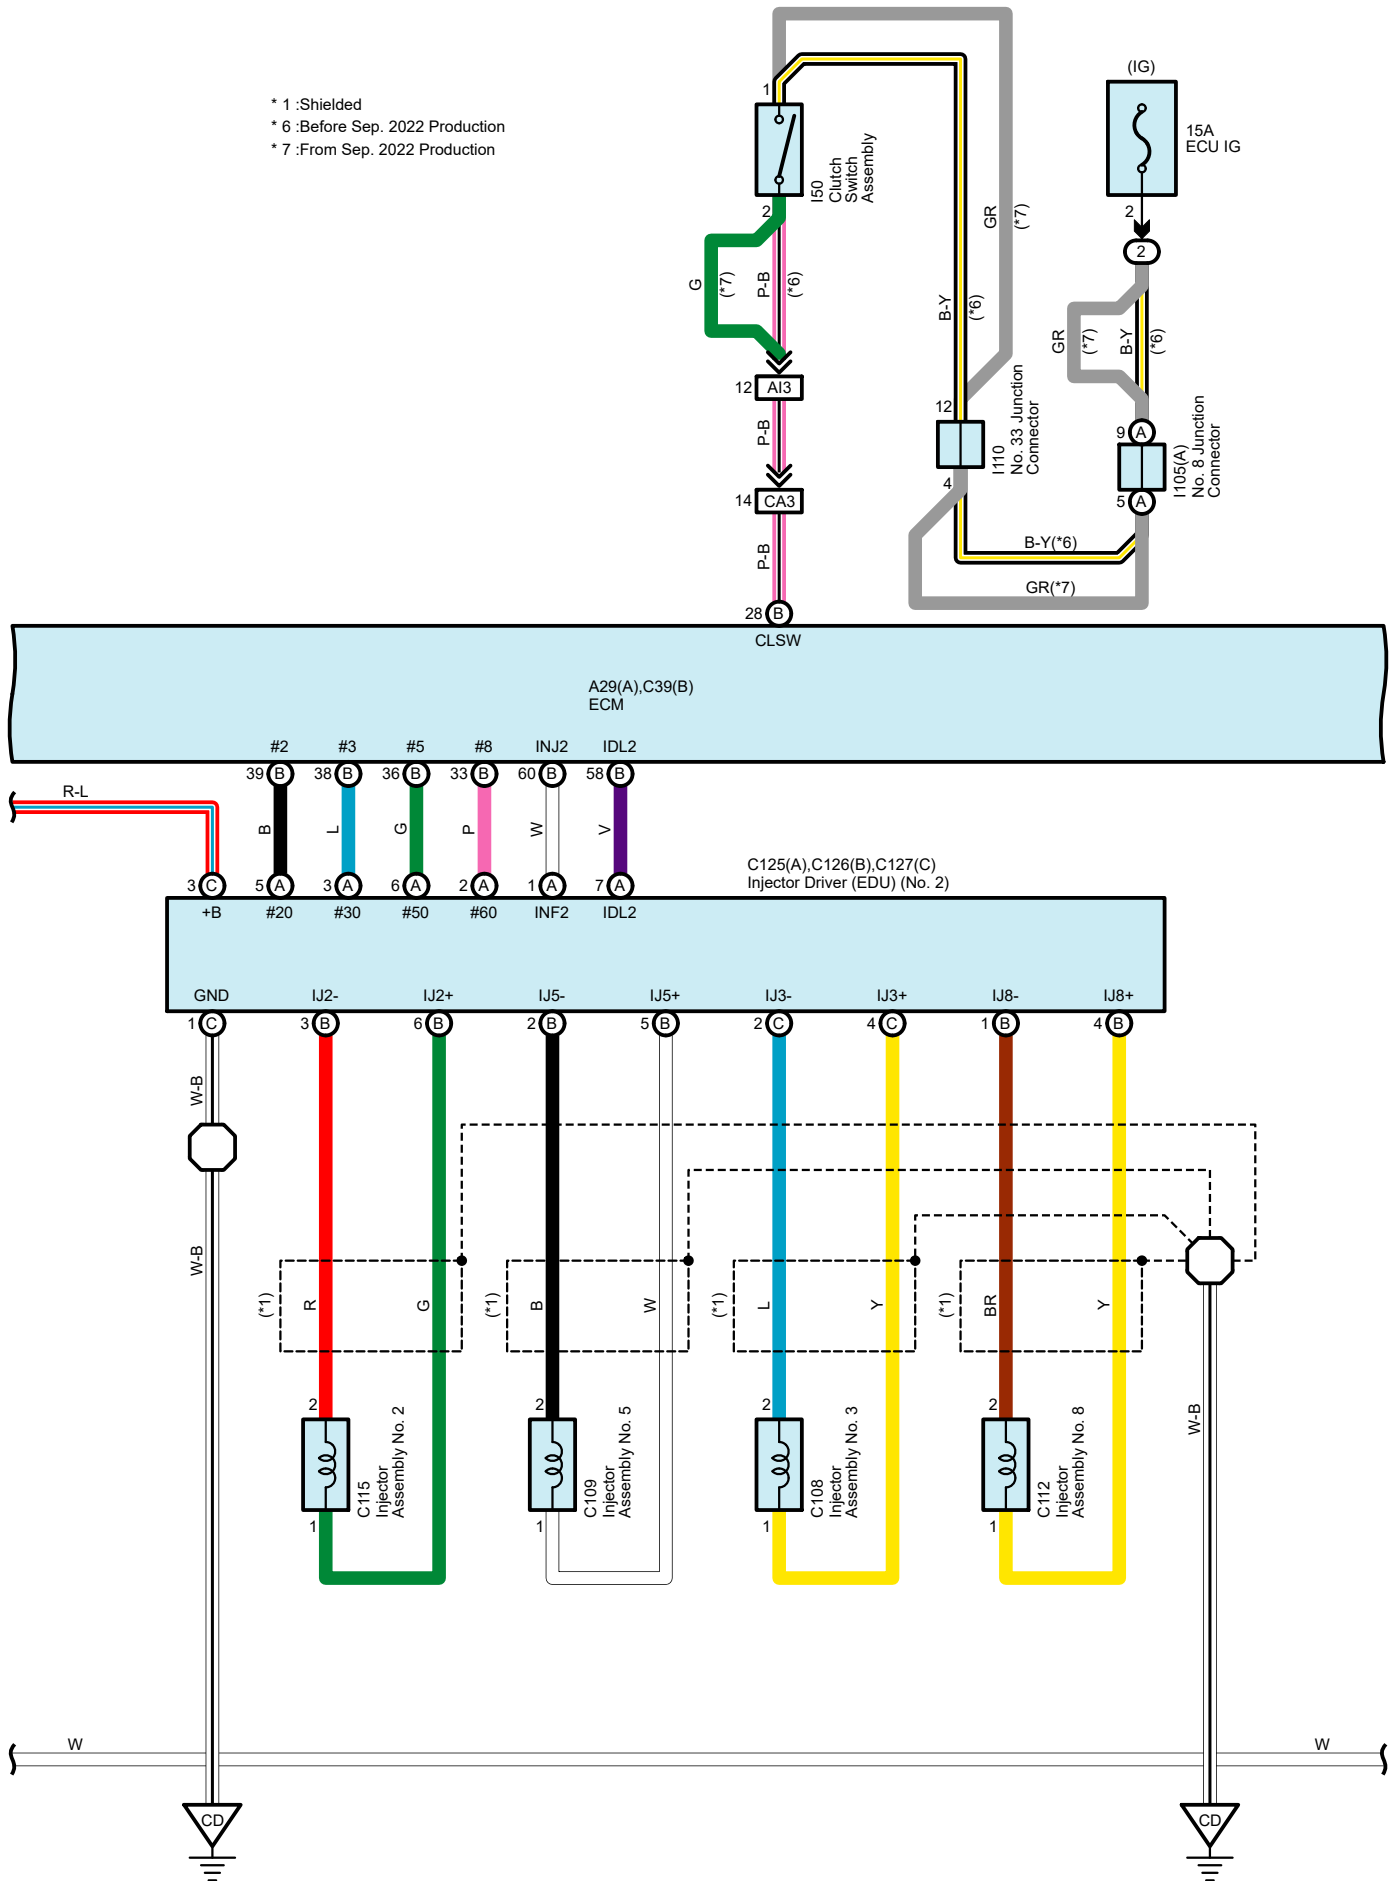 * 1 :Shielded
* 6 :Before Sep. 2022 Production
* 7 :From Sep. 2022 Production
(IG)
15A
ECU IG
2
2
1
I50
Clutch
Switch
Assembly
2
G
(*7)
P-B
(*6)
12
AI3
P-B
14
CA3
P-B
28
B
CLSW
GR
(*7)
B-Y
(*6)
12
I110
No. 33 Junction
Connector
4
GR
(*7)
B-Y
(*6)
9
A
I105(A)
No. 8 Junction
Connector
5
A
B-Y(*6)
GR(*7)
A29(A),C39(B)
ECM
#2
#3
#5
#8
INJ2
IDL2
39 B
38 B
36 B
33 B
60 B
58 B
R-L
B
L
G
P
W
V
C125(A),C126(B),C127(C)
Injector Driver (EDU) (No. 2)
3 C
5 A
3 A
6 A
2 A
1 A
7 A
+B
#20
#30
#50
#60
INF2
IDL2
GND
IJ2-
IJ2+
IJ5-
IJ5+
IJ3-
IJ3+
IJ8-
IJ8+
1 C
3 B
6 B
2 B
5 B
2 C
4 C
1 B
4 B
W-B
W-B
(*1)
R
G
(*1)
B
W
(*1)
L
Y
(*1)
BR
Y
2
C115
Injector
Assembly No. 2
1
2
C109
Injector
Assembly No. 5
1
2
C108
Injector
Assembly No. 3
1
2
C112
Injector
Assembly No. 8
1
W-B
W
W
CD
CD